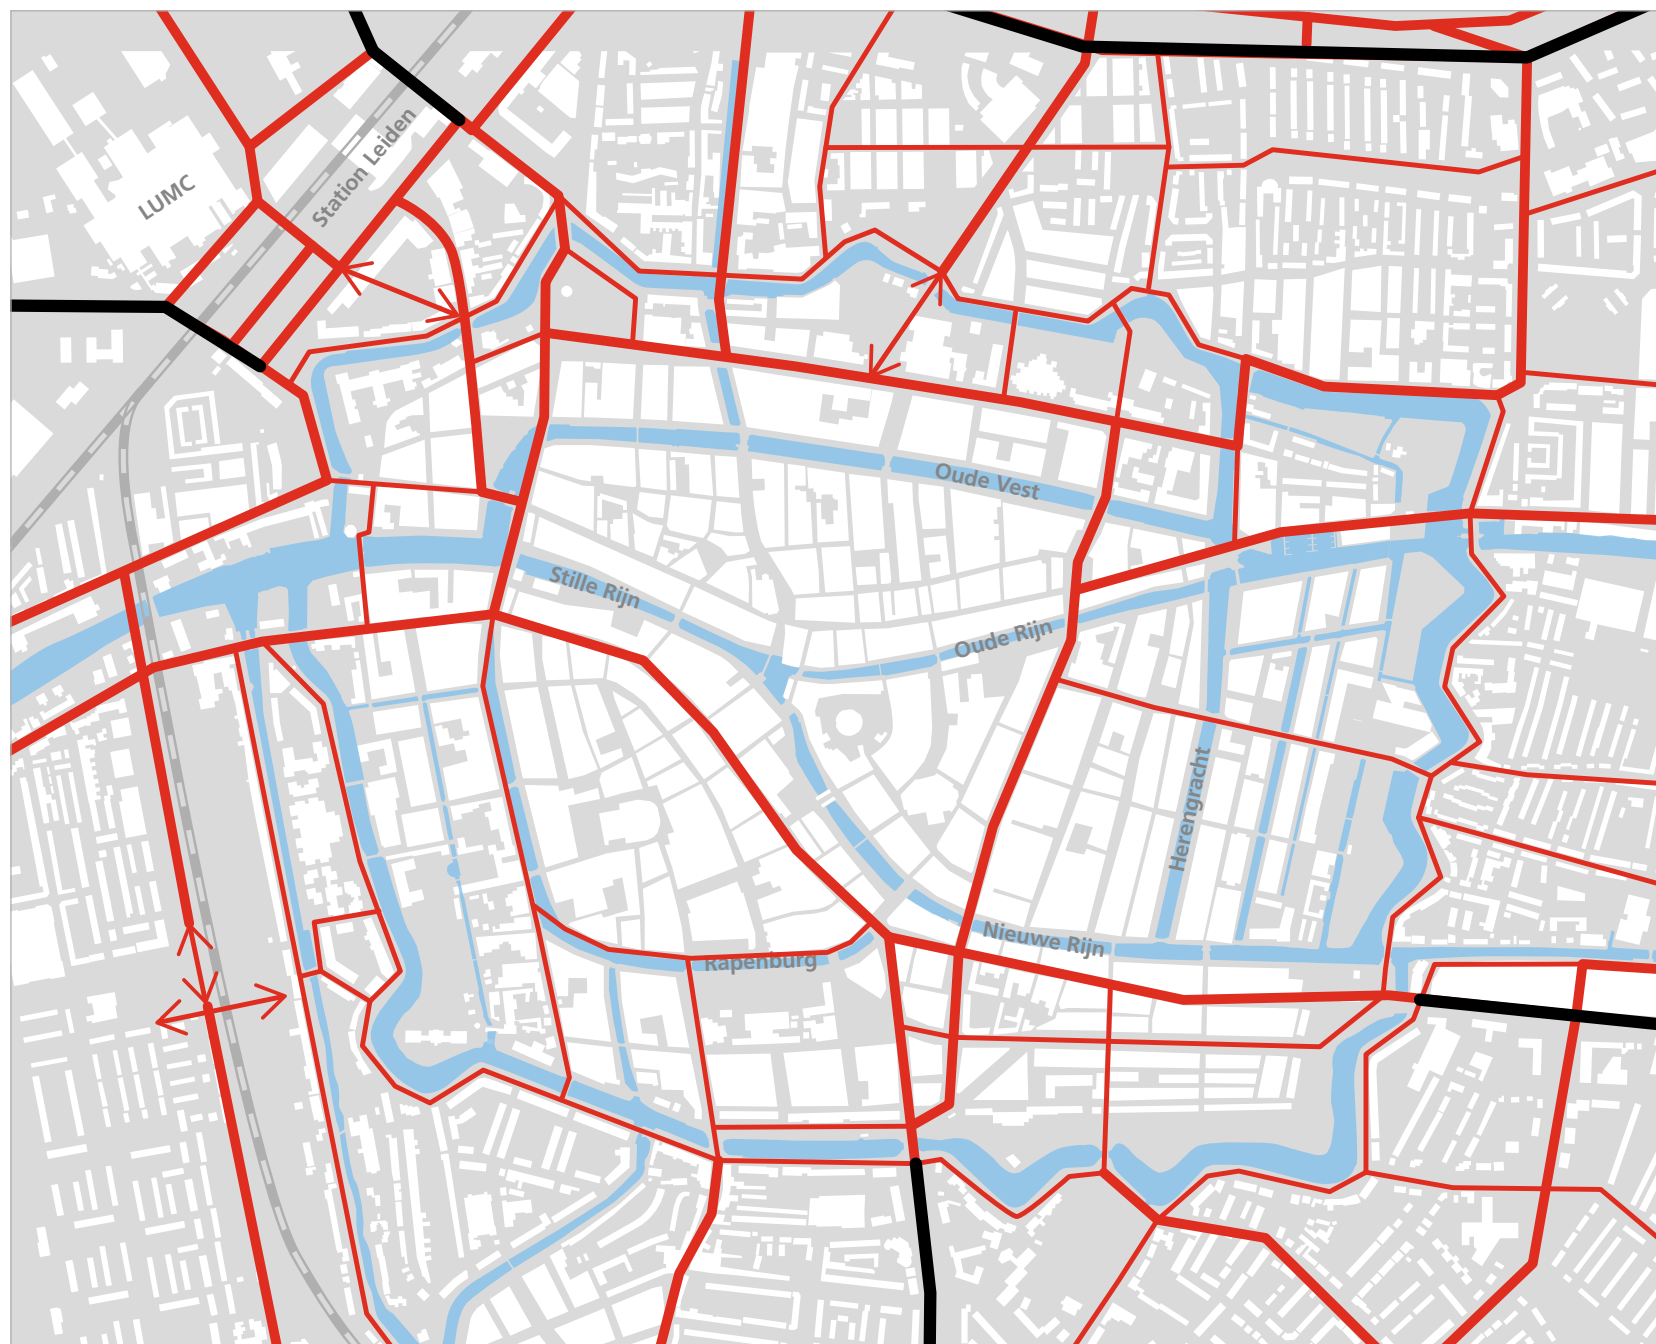 Station Leiden
LUMC
Oude Vest
Stille Rijn
Oude Rijn
Herengracht
Nieuwe Rijn
Rapenburg